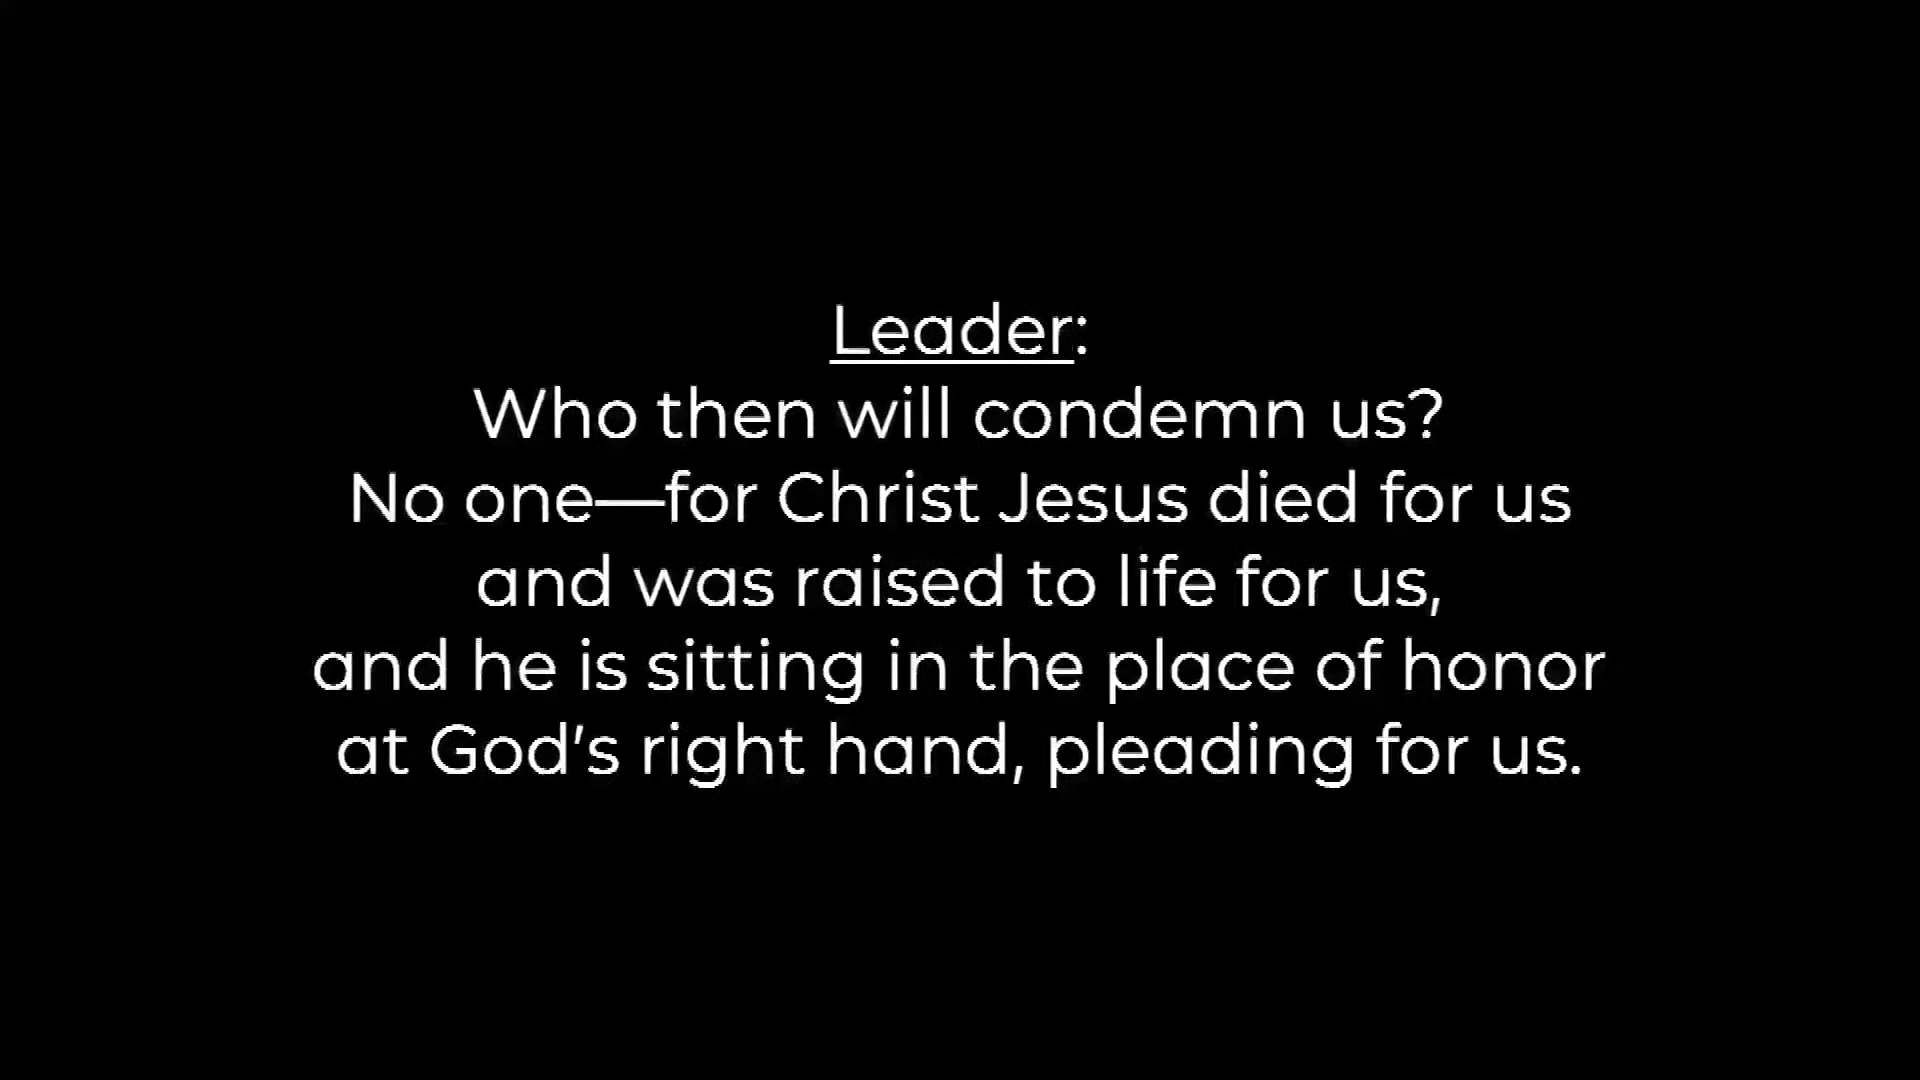 Leader:
Who then will condemn us?
No one—for Christ Jesus died for us
and was raised to life for us,
and he is sitting in the place of honor
at God’s right hand, pleading for us.